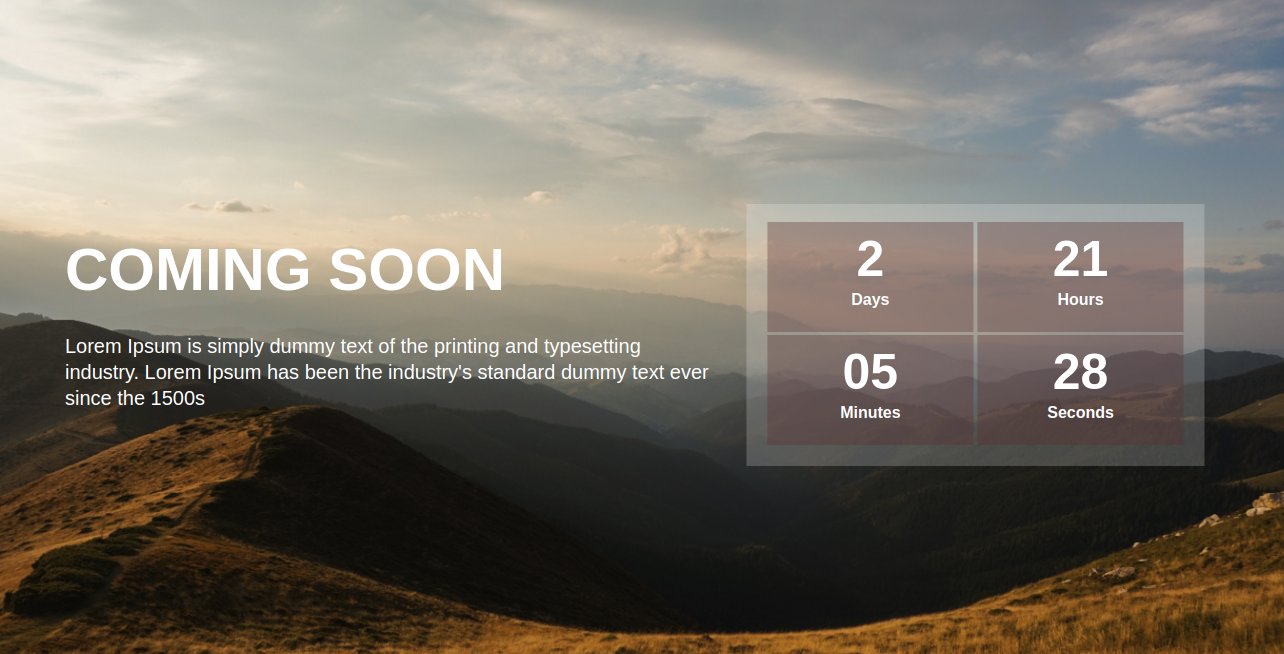 COMING SOON
Lorem Ipsum is simply dummy text of the printing and typesetting
industry. Lorem Ipsum has been the industry's standard dummy text ever
since the 1500s
2
Days
21
Hours
05
Minutes
28
Seconds